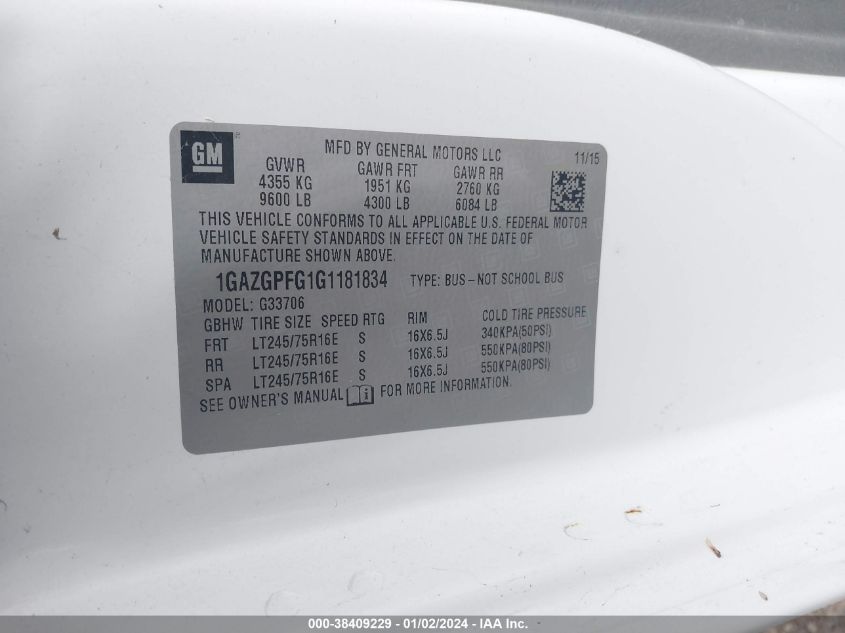 GM
MFD BY GENERAL MOTORS LLC 11/15
GVWR GAWR FRT GAWR RR
4355 KG 1951 KG 2760 KG
9600 LB 4300 LB 6084 LB
THIS VEHICLE CONFORMS TO ALL APPLICABLE U.S. FEDERAL MOTOR
VEHICLE SAFETY STANDARDS IN EFFECT ON THE DATE OF
MANUFACTURE SHOWN ABOVE.
1GAZGPFG1G1181834 TYPE: BUS-NOT SCHOOL BUS
MODEL: G33706
GBHW TIRE SIZE SPEED RTG RIM COLD TIRE PRESSURE
FRT LT245/75R16E S 16X6.5J 340KPA(50PSI)
RR LT245/75R16E S 16X6.5J 550KPA(80PSI)
SPA LT245/75R16E S 16X6.5J 550KPA(80PSI)
SEE OWNER'S MANUAL FOR MORE INFORMATION.
000-38409229 - 01/02/2024 - IAA Inc.